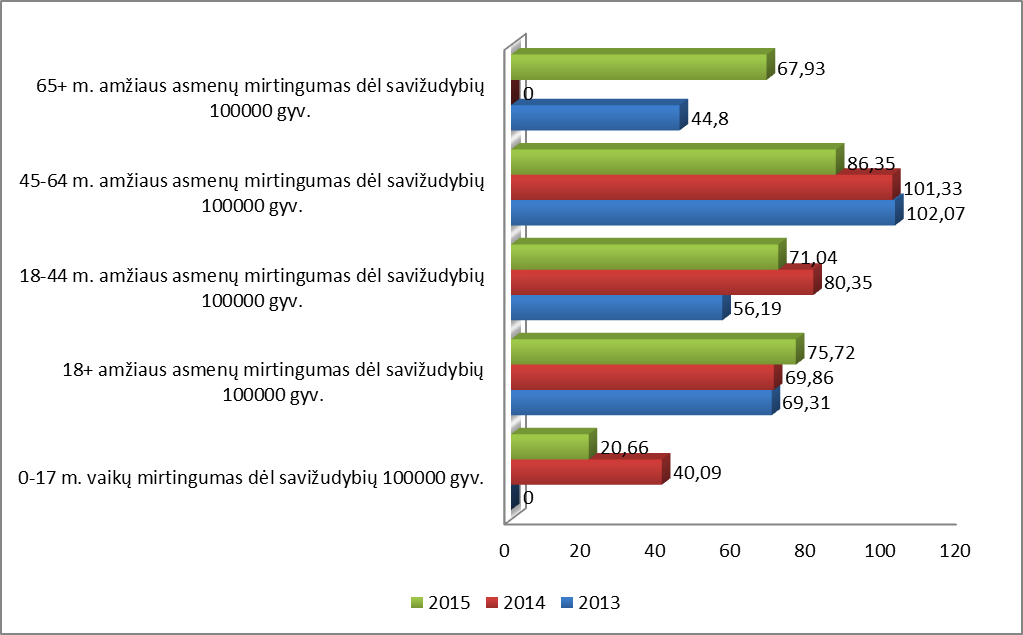 65+ m. amžiaus asmenų mirtingumas dėl savižudybių
100000 gyv.
67,93
0
44,8
45-64 m. amžiaus asmenų mirtingumas dėl savižudybių
100000 gyv.
86,35
101,33
102,07
18-44 m. amžiaus asmenų mirtingumas dėl savižudybių
100000 gyv.
71,04
80,35
56,19
18+ amžiaus asmenų mirtingumas dėl savižudybių
100000 gyv.
75,72
69,86
69,31
0-17 m. vaikų mirtingumas dėl savižudybių 100000 gyv.
20,66
40,09
0
0 20 40 60 80 100 120
2015 2014 2013